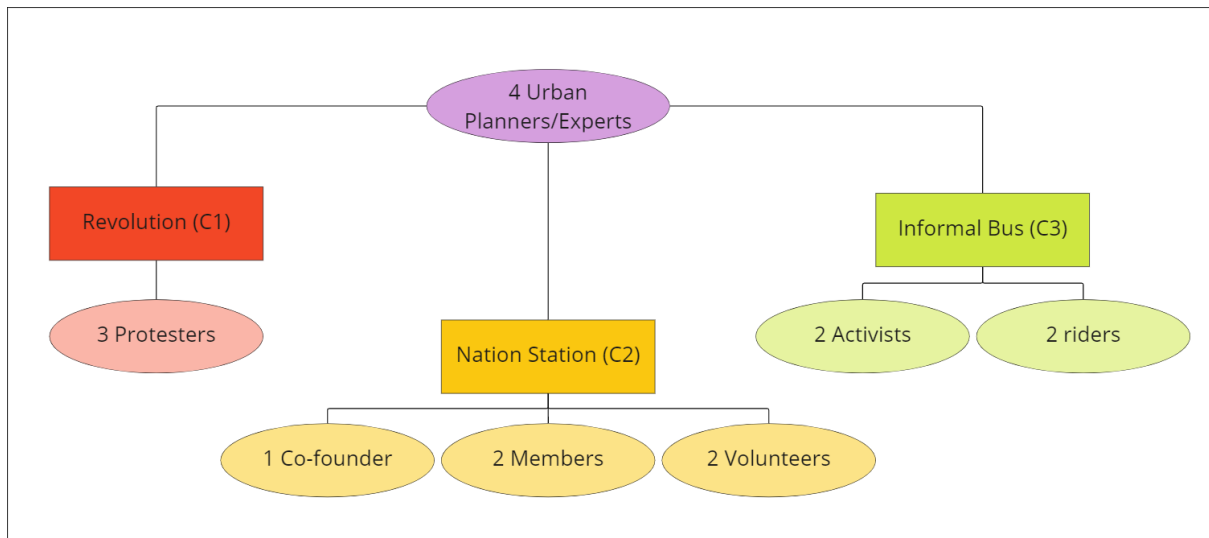 4 Urban
Planners/Experts
Revolution (C1)
Informal Bus (C3)
3 Protesters
2 Activists
2 riders
Nation Station (C2)
1 Co-founder
2 Members
2 Volunteers